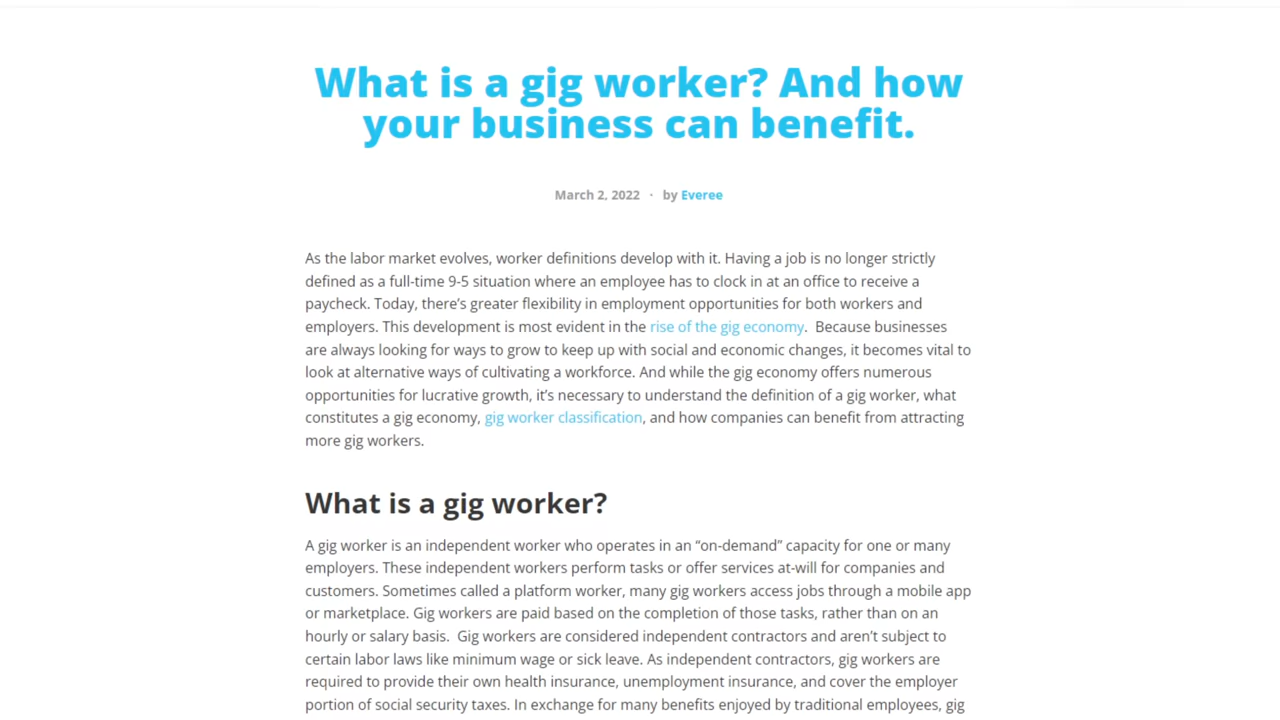 What is a gig worker? And how
your business can benefit.
March 2, 2022 · by Everee
As the labor market evolves, worker definitions develop with it. Having a job is no longer strictly
defined as a full-time 9-5 situation where an employee has to clock in at an office to receive a
paycheck. Today, there’s greater flexibility in employment opportunities for both workers and
employers. This development is most evident in the rise of the gig economy.  Because businesses
are always looking for ways to grow to keep up with social and economic changes, it becomes vital to
look at alternative ways of cultivating a workforce. And while the gig economy offers numerous
opportunities for lucrative growth, it’s necessary to understand the definition of a gig worker, what
constitutes a gig economy, gig worker classification, and how companies can benefit from attracting
more gig workers.
What is a gig worker?
A gig worker is an independent worker who operates in an “on-demand” capacity for one or many
employers. These independent workers perform tasks or offer services at-will for companies and
customers. Sometimes called a platform worker, many gig workers access jobs through a mobile app
or marketplace. Gig workers are paid based on the completion of those tasks, rather than on an
hourly or salary basis.  Gig workers are considered independent contractors and aren’t subject to
certain labor laws like minimum wage or sick leave. As independent contractors, gig workers are
required to provide their own health insurance, unemployment insurance, and cover the employer
portion of social security taxes. In exchange for many benefits enjoyed by traditional employees, gig